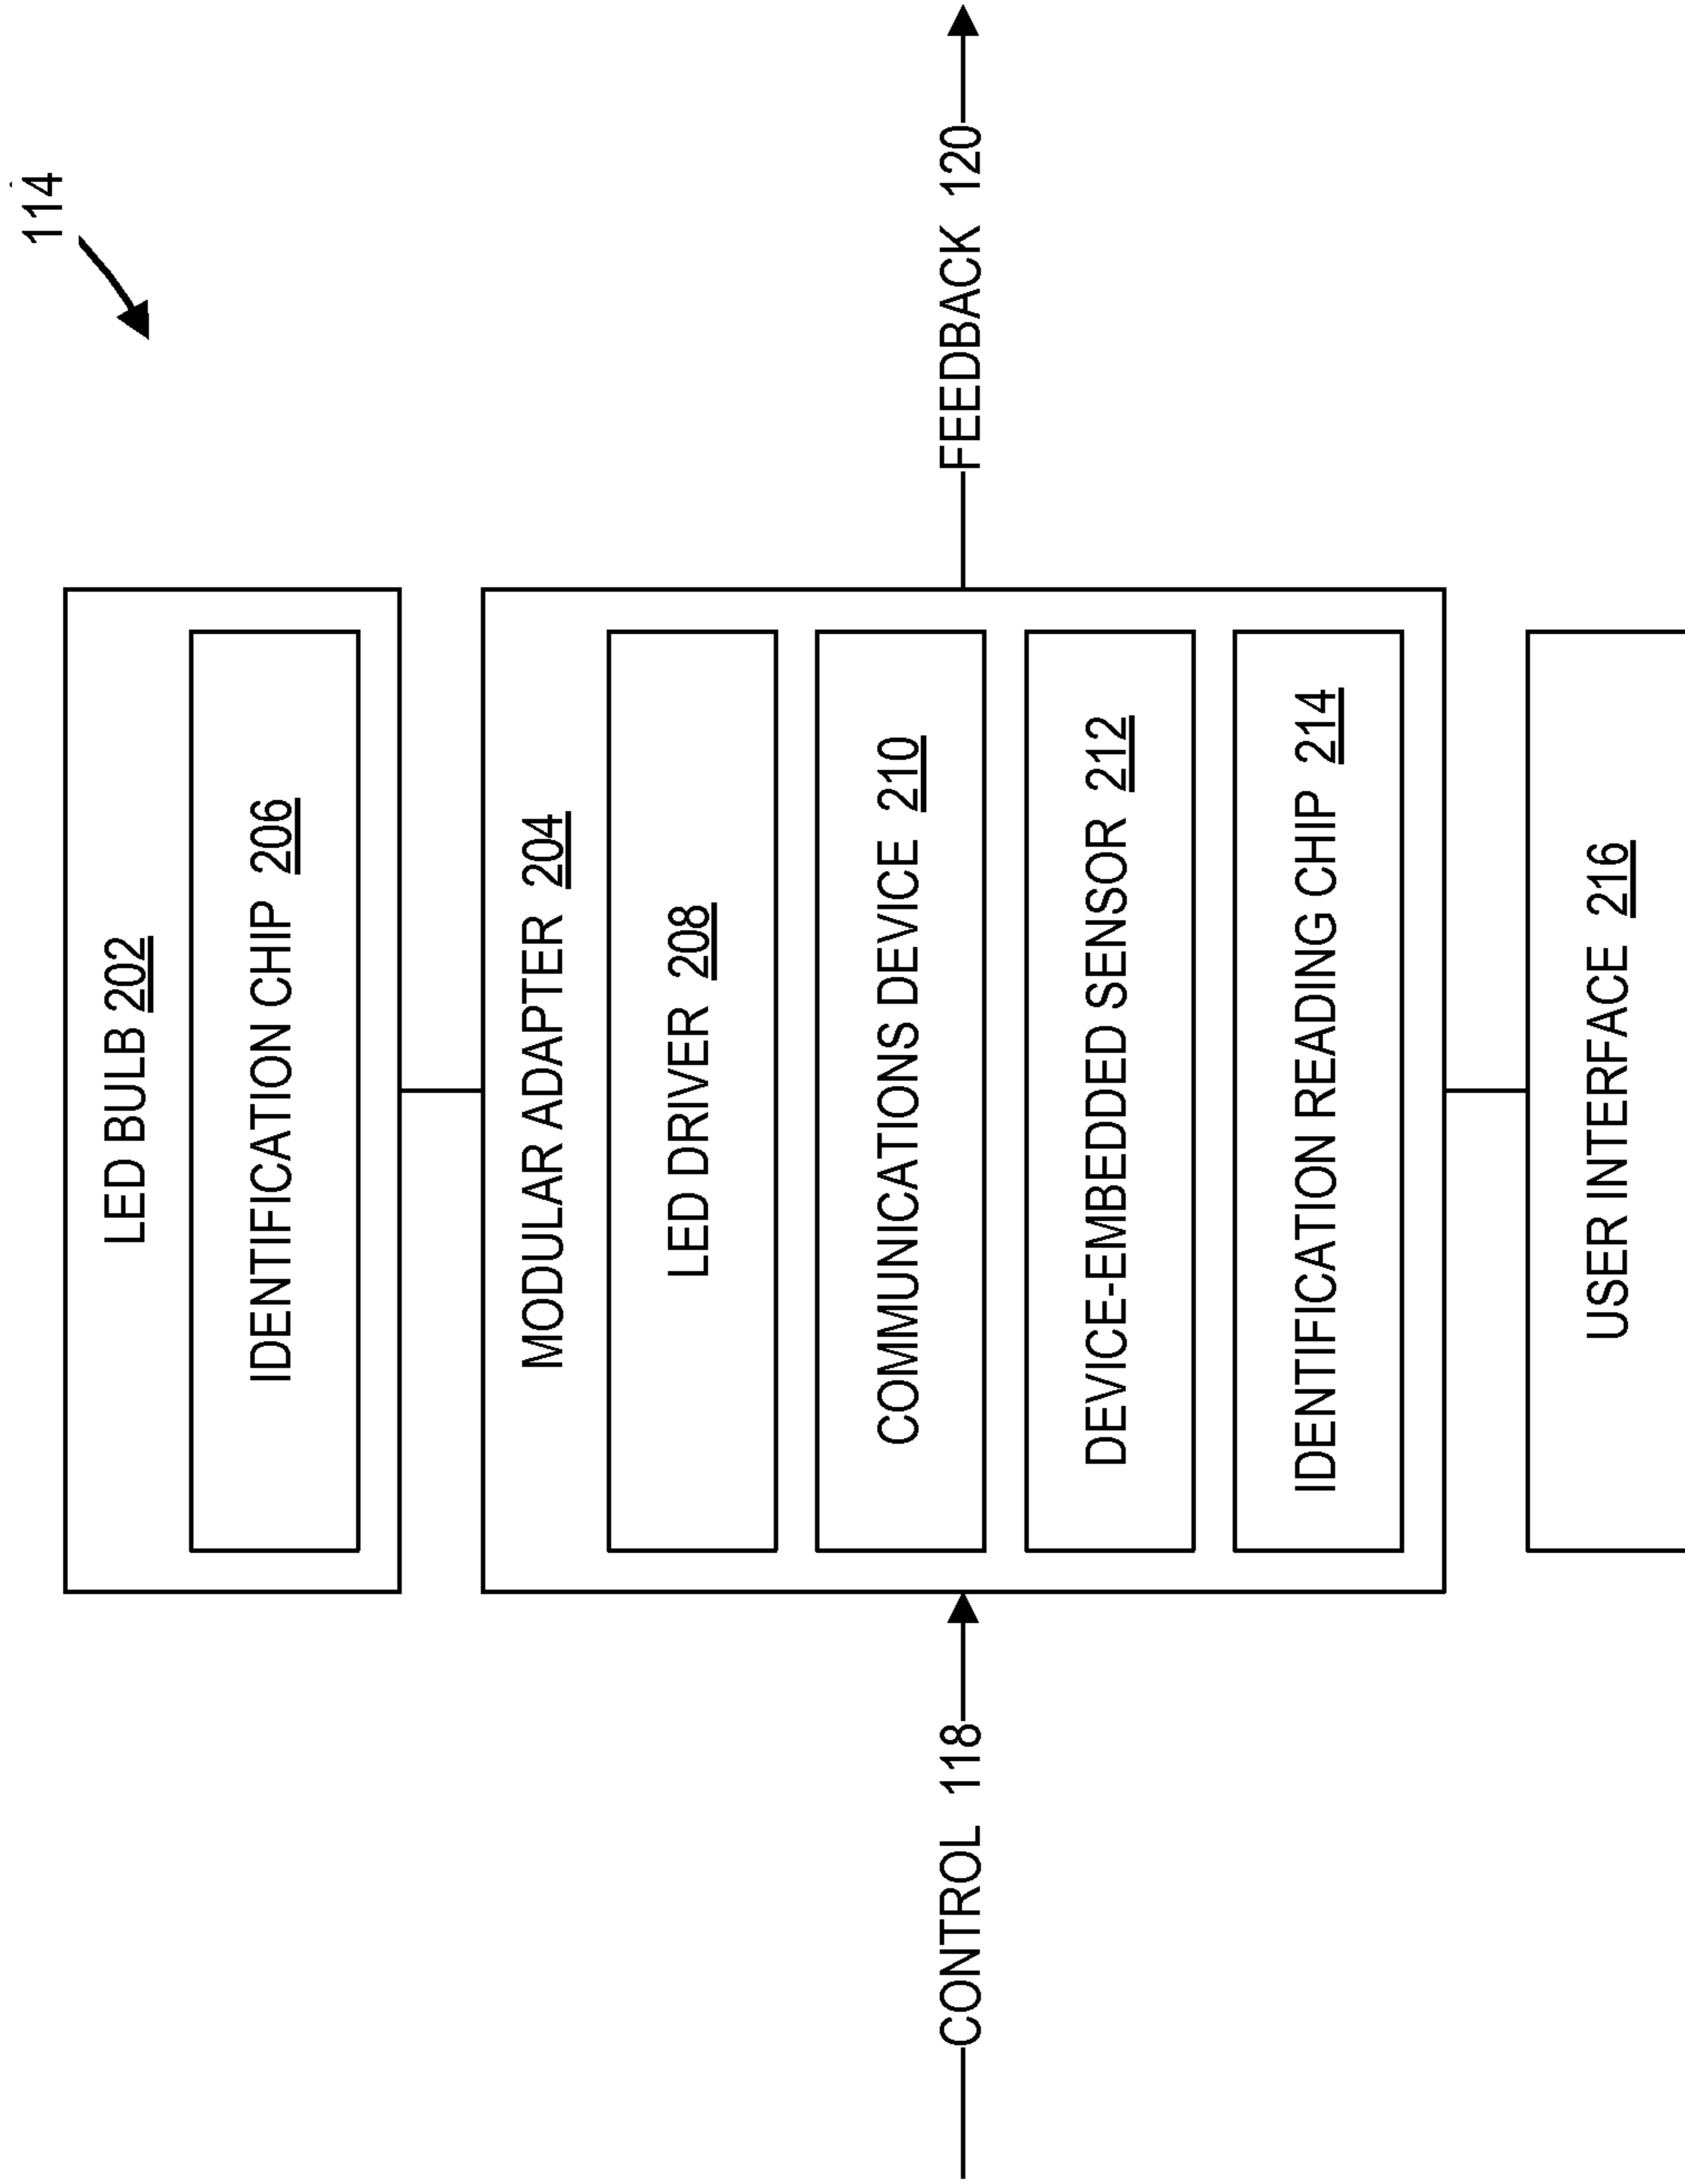 114
LED BULB 202
IDENTIFICATION CHIP 206
MODULAR ADAPTER 204
LED DRIVER 208
COMMUNICATIONS DEVICE 210
CONTROL 118
FEEDBACK 120
DEVICE-EMBEDDED SENSOR 212
IDENTIFICATION READING CHIP 214
USER INTERFACE 216